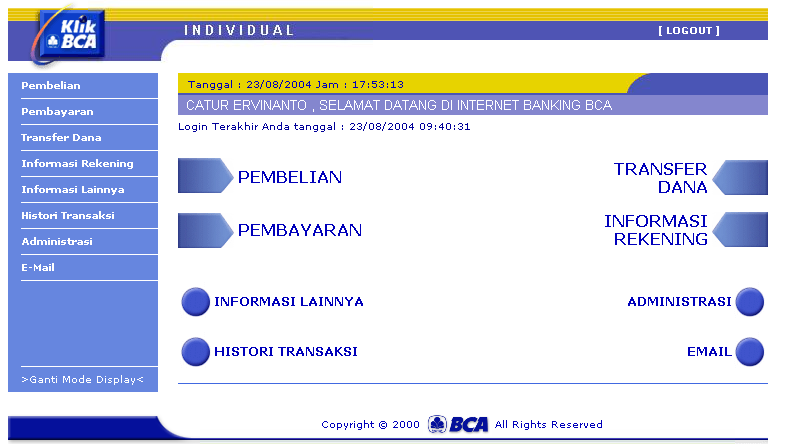 Klik
BCA
INDIVIDUAL
[ LOGOUT ]
Pembelian
Pembayaran
Transfer Dana
Informasi Rekening
Informasi Lainnya
Histori Transaksi
Administrasi
E-Mail
>Ganti Mode Display<
Tanggal : 23/08/2004 Jam : 17:53:13
CATUR ERVINANTO , SELAMAT DATANG DI INTERNET BANKING BCA
Login Terakhir Anda tanggal : 23/08/2004 09:40:31
PEMBELIAN
TRANSFER
DANA
PEMBAYARAN
INFORMASI
REKENING
INFORMASI LAINNYA
ADMINISTRASI
HISTORI TRANSAKSI
EMAIL
Copyright © 2000 BCA All Rights Reserved